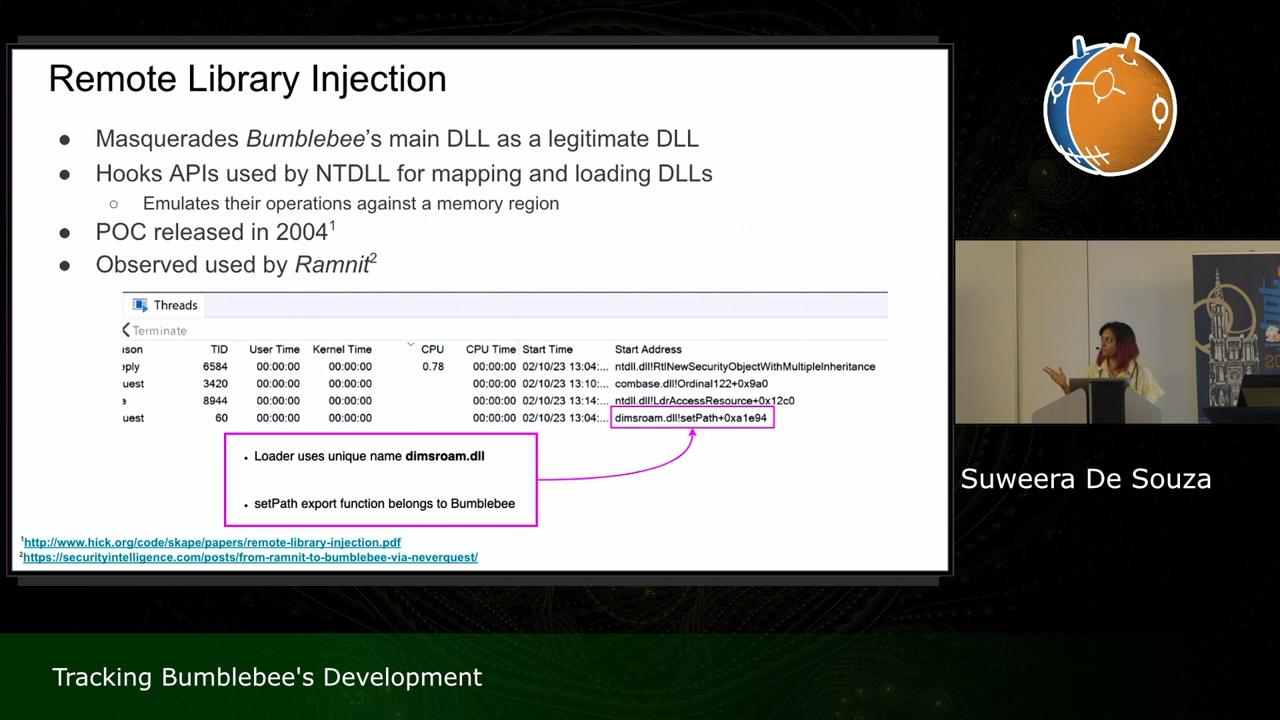 Remote Library Injection
● Masquerades Bumblebee's main DLL as a legitimate DLL
● Hooks APIs used by NTDLL for mapping and loading DLLs
○ Emulates their operations against a memory region
● POC released in 2004¹
● Observed used by Ramnit²
Threads
Terminate
ison TID User Time Kernel Time CPU CPU Time Start Time Start Address
ply 6584 00:00:00 00:00:00 0.78 00:00:00 02/10/23 13:04:... ntdll.dll!RtlNewSecurityObjectWithMultipleInheritance
uest 3420 00:00:00 00:00:00 00:00:00 02/10/23 13:10:... combase.dll!Ordinal122+0x9a0
e 8944 00:00:00 00:00:00 00:00:00 02/10/23 13:14:... ntdll.dll!LdrAccessResource+0x12c0
uest 60 00:00:00 00:00:00 00:00:00 02/10/23 13:04:... dimsroam.dll!setPath+0xa1e94
• Loader uses unique name dimsroam.dll
• setPath export function belongs to Bumblebee
¹http://www.hick.org/code/skape/papers/remote-library-injection.pdf
²https://securityintelligence.com/posts/from-ramnit-to-bumblebee-via-neverquest/
Suweera De Souza
Tracking Bumblebee's Development